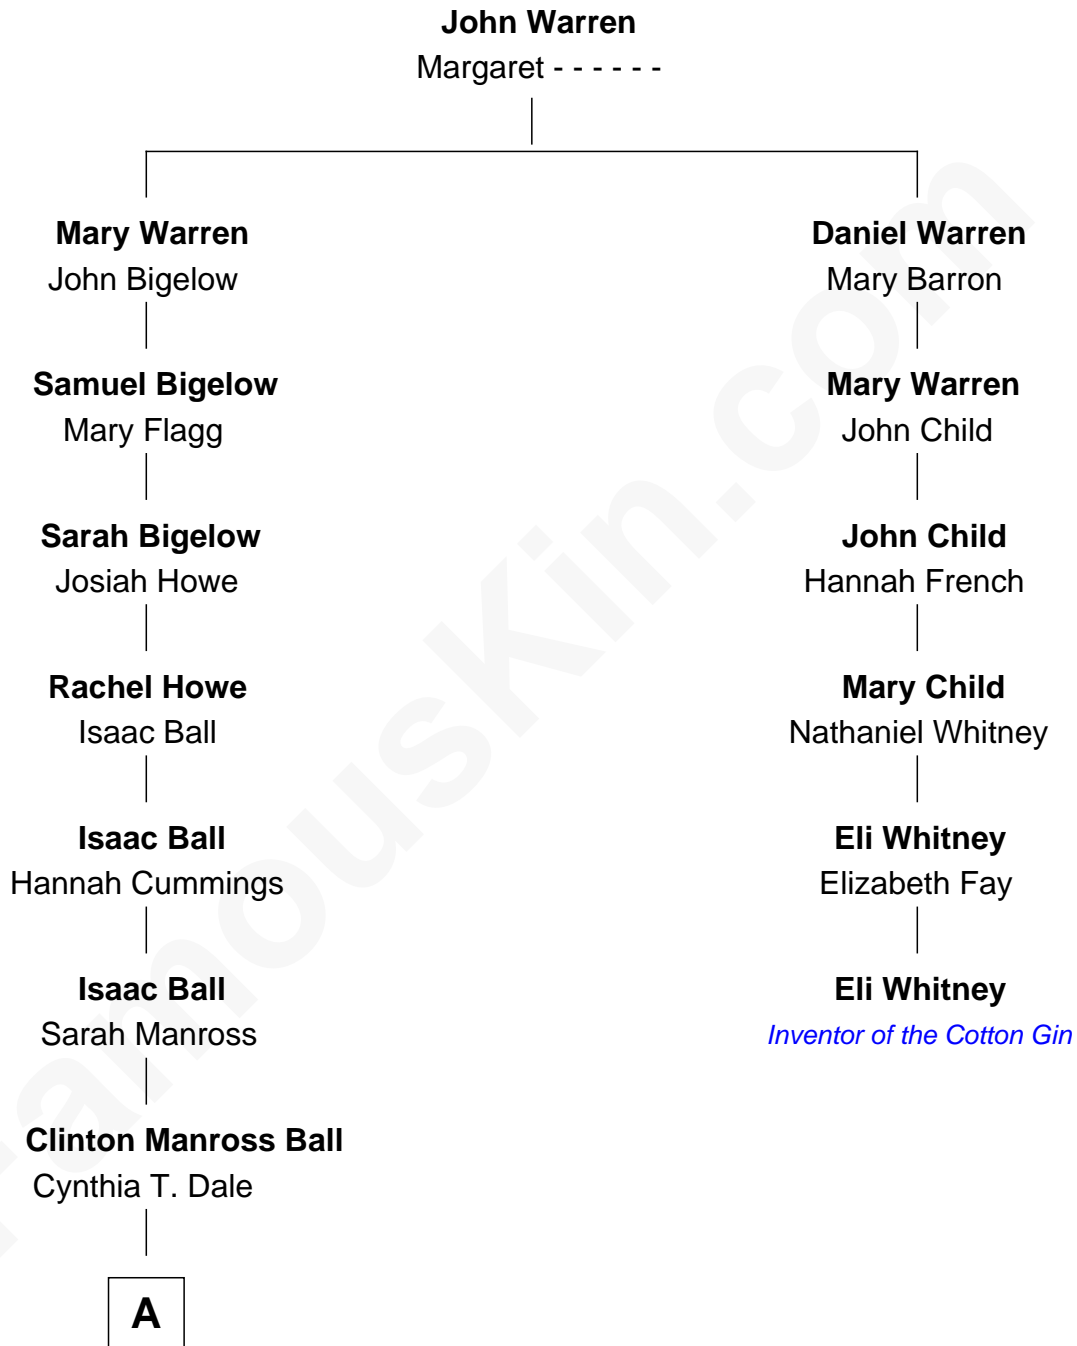 John Warren
Margaret - - - - - -
Mary Warren
John Bigelow
Daniel Warren
Mary Barron
Samuel Bigelow
Mary Flagg
Mary Warren
John Child
Sarah Bigelow
Josiah Howe
John Child
Hannah French
Rachel Howe
Isaac Ball
Mary Child
Nathaniel Whitney
Isaac Ball
Hannah Cummings
Eli Whitney
Elizabeth Fay
Isaac Ball
Sarah Manross
Eli Whitney
Inventor of the Cotton Gin
Clinton Manross Ball
Cynthia T. Dale
A
FamousKin.com